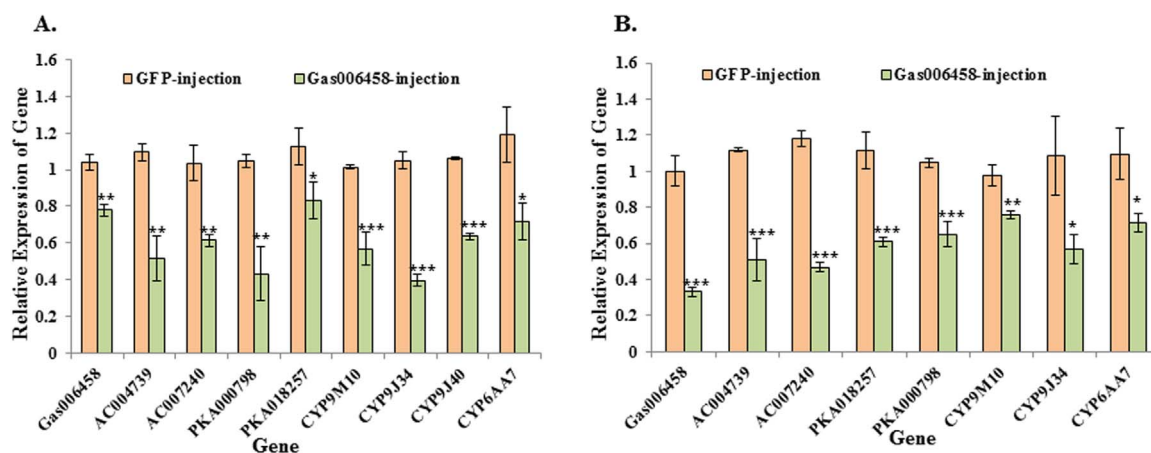 A.
Relative Expression of Gene
1.6
1.4
1.2
1
0.8
0.6
0.4
0.2
0
GFP-injection
Gas006458-injection
**
**
**
**
*
***
***
***
*
Gas006458
AC004739
AC007240
PKA000798
PKA018257
CYP9M10
CYP9J34
CYP9J40
CYP6AA7
Gene
B.
Relative Expression of Gene
1.6
1.4
1.2
1
0.8
0.6
0.4
0.2
0
GFP-injection
Gas006458-injection
***
***
***
***
***
**
*
*
Gas006458
AC004739
AC007240
PKA018257
PKA000798
CYP9M10
CYP9J34
CYP6AA7
Gene